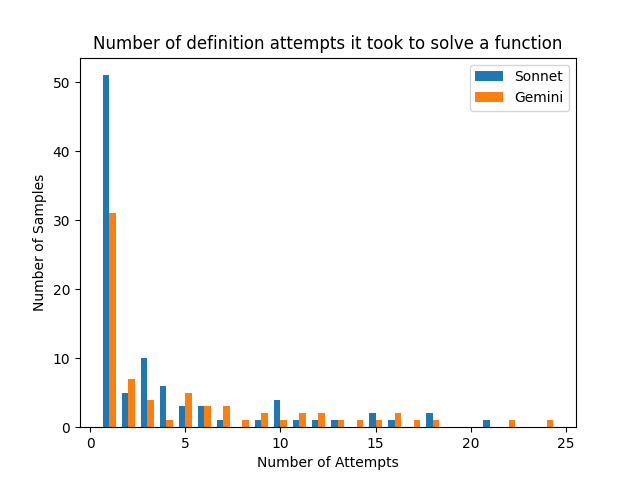 Number of definition attempts it took to solve a function
Sonnet
Gemini
Number of Samples
50
40
30
20
10
0
0 5 10 15 20 25
Number of Attempts